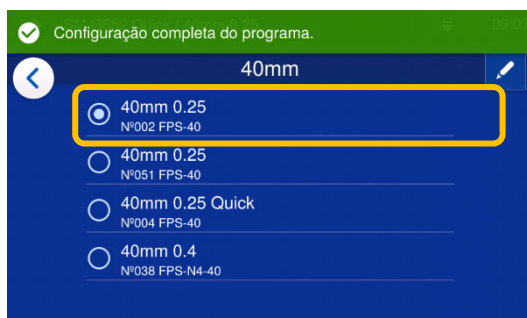 Configuração completa do programa.
40mm
40mm 0.25
Nº002 FPS-40
40mm 0.25
Nº051 FPS-40
40mm 0.25 Quick
Nº004 FPS-40
40mm 0.4
Nº038 FPS-N4-40